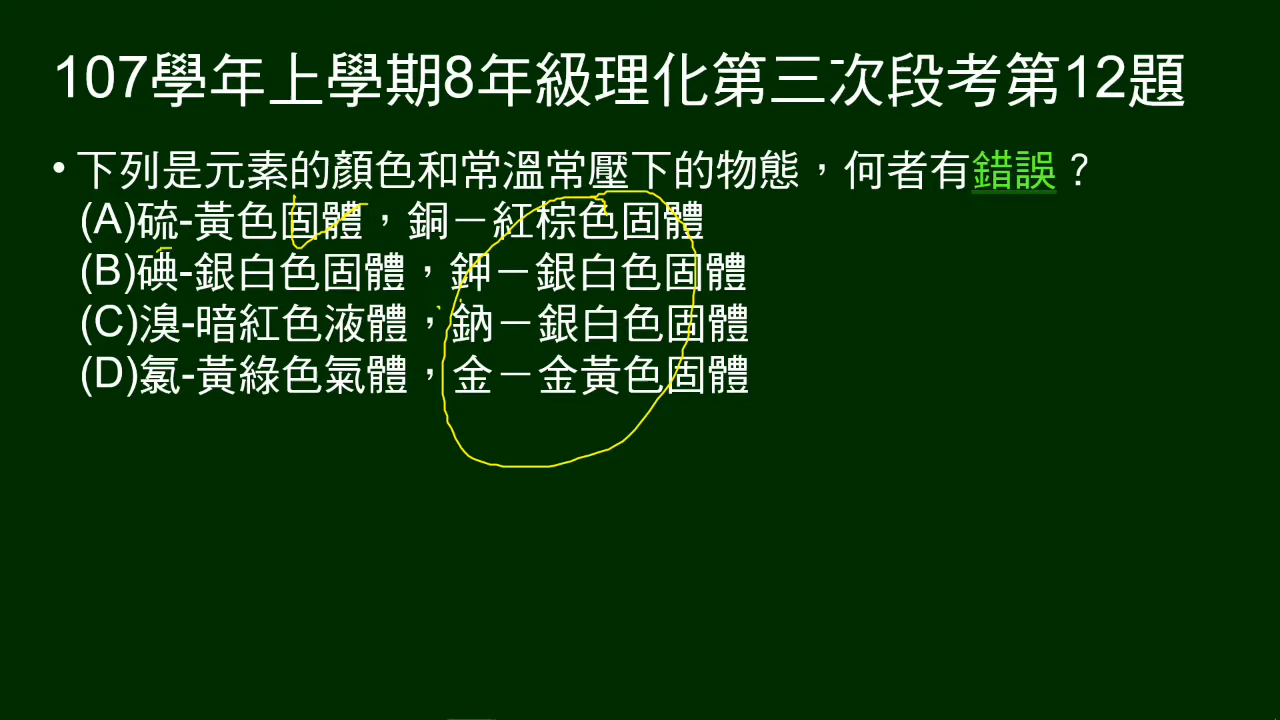 107學年上學期8年級理化第三次段考第12題
• 下列是元素的顏色和常溫常壓下的物態，何者有錯誤？
(A)硫-黃色固體，銅－紅棕色固體
(B)碘-銀白色固體，鉀－銀白色固體
(C)溴-暗紅色液體，鈉－銀白色固體
(D)氯-黃綠色氣體，金－金黃色固體